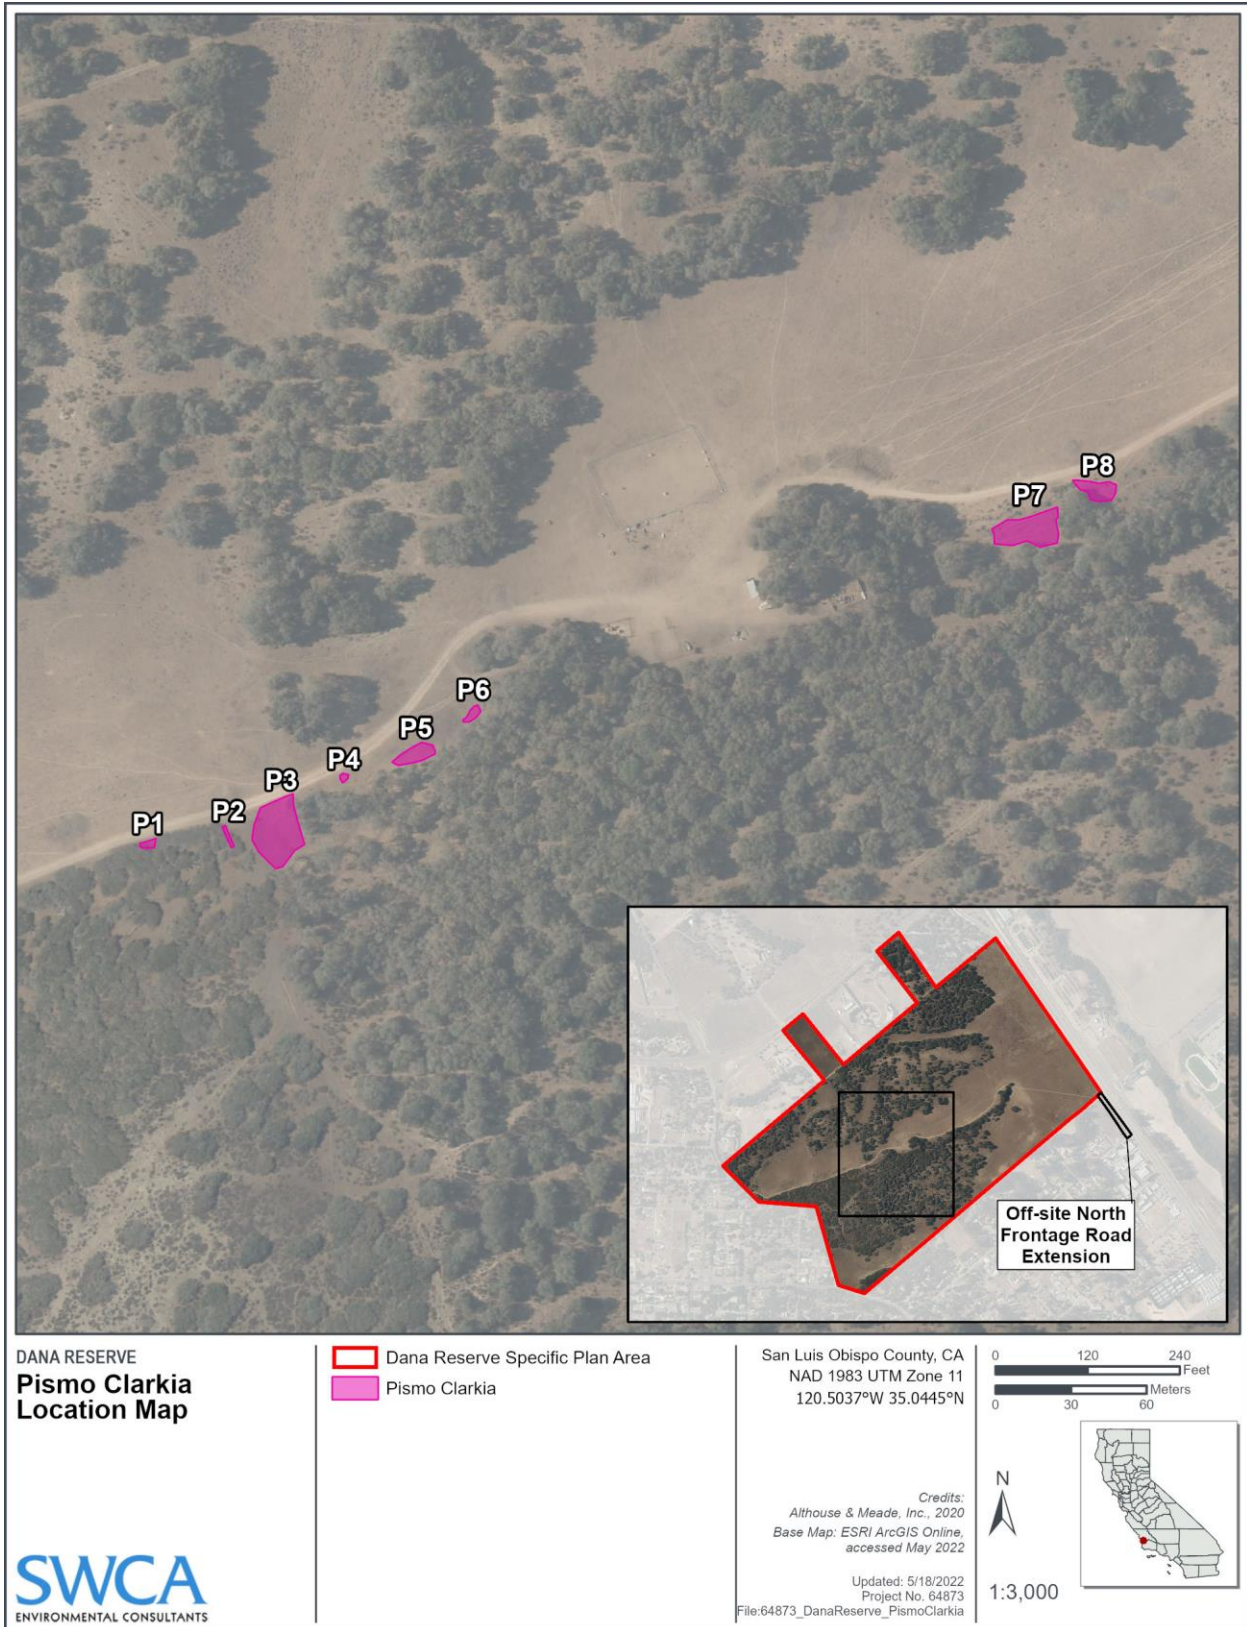 P8
P7
P6
P5
P4
P3
P2
P1
Off-site North
Frontage Road
Extension
DANA RESERVE
Pismo Clarkia
Location Map
SWCA
ENVIRONMENTAL CONSULTANTS
Dana Reserve Specific Plan Area
Pismo Clarkia
San Luis Obispo County, CA
NAD 1983 UTM Zone 11
120.5037°W 35.0445°N
Credits:
Althouse & Meade, Inc., 2020
Base Map: ESRI ArcGIS Online,
accessed May 2022
Updated: 5/18/2022
Project No. 64873
File:64873_DanaReserve_PismoClarkia
0 120 240
Feet
Meters
0 30 60
N
1:3,000